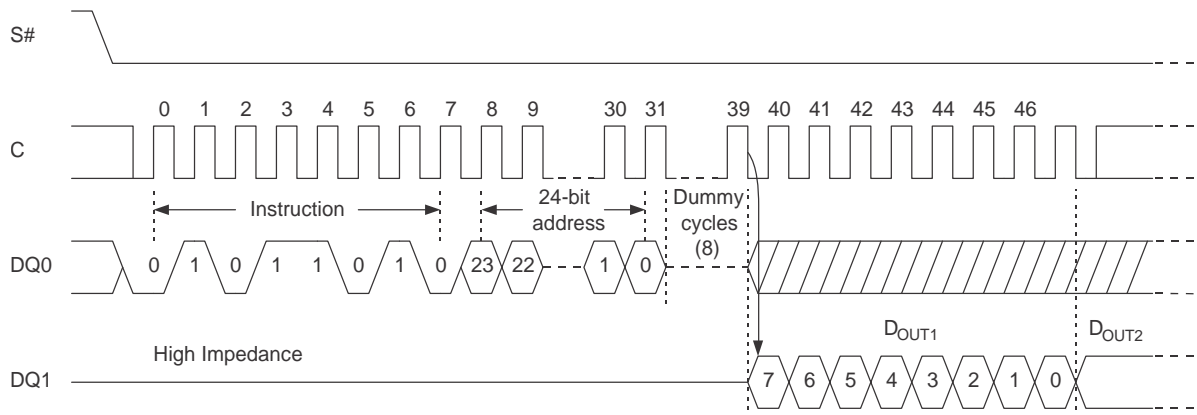 S#
0 1 2 3 4 5 6 7 8 9 30 31 39 40 41 42 43 44 45 46
C
Instruction
24-bit
address
Dummy
cycles
(8)
DQ0
0 1 0 1 1 0 1 0 23 22 1 0
High Impedance
DOUT1 DOUT2
DQ1
7 6 5 4 3 2 1 0